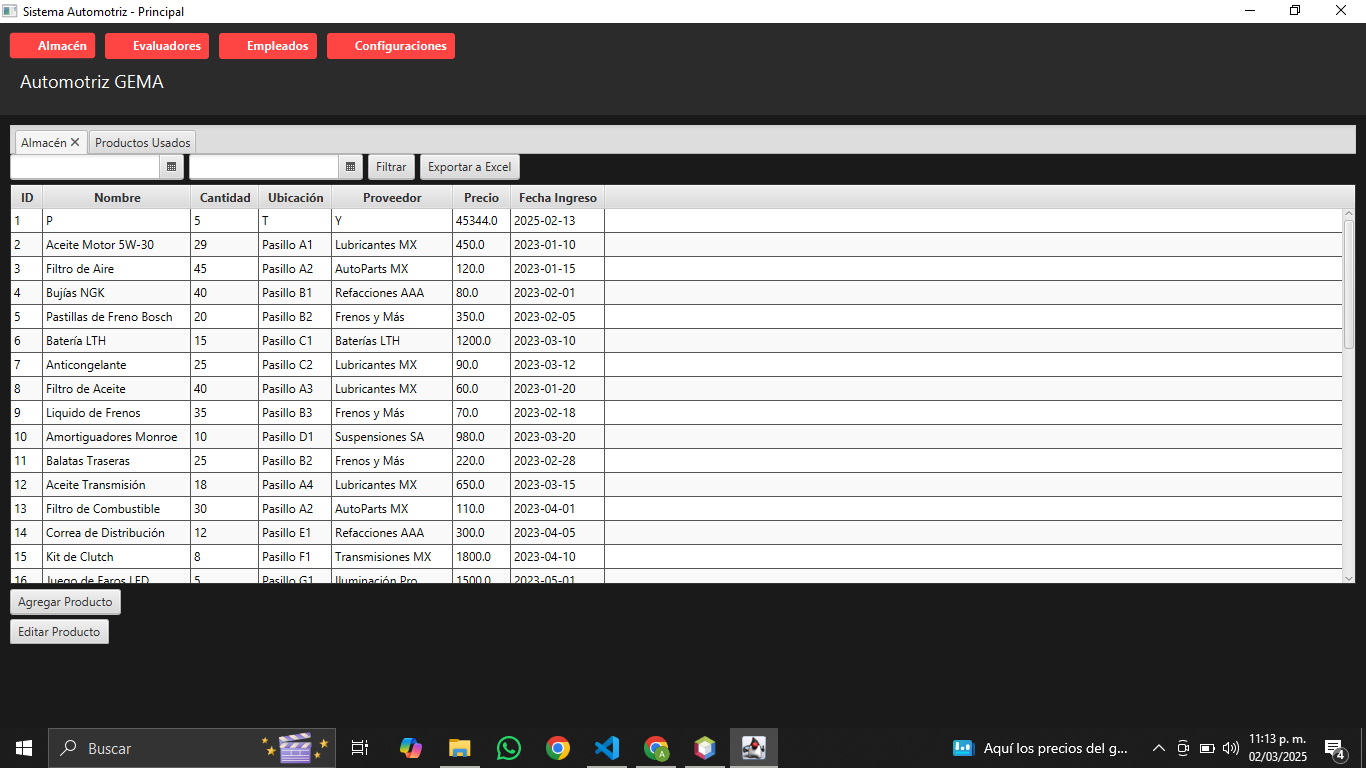 Sistema Automotriz - Principal
Almacén Evaluadores Empleados Configuraciones
Automotriz GEMA
Almacén Productos Usados
Filtrar Exportar a Excel
ID Nombre Cantidad Ubicación Proveedor Precio Fecha Ingreso
1 P 5 T Y 45344.0 2025-02-13
2 Aceite Motor 5W-30 29 Pasillo A1 Lubricantes MX 450.0 2023-01-10
3 Filtro de Aire 45 Pasillo A2 AutoParts MX 120.0 2023-01-15
4 Bujías NGK 40 Pasillo B1 Refacciones AAA 80.0 2023-02-01
5 Pastillas de Freno Bosch 20 Pasillo B2 Frenos y Más 350.0 2023-02-05
6 Batería LTH 15 Pasillo C1 Baterías LTH 1200.0 2023-03-10
7 Anticongelante 25 Pasillo C2 Lubricantes MX 90.0 2023-03-12
8 Filtro de Aceite 40 Pasillo A3 Lubricantes MX 60.0 2023-01-20
9 Liquido de Frenos 35 Pasillo B3 Frenos y Más 70.0 2023-02-18
10 Amortiguadores Monroe 10 Pasillo D1 Suspensiones SA 980.0 2023-03-20
11 Balatas Traseras 25 Pasillo B2 Frenos y Más 220.0 2023-02-28
12 Aceite Transmisión 18 Pasillo A4 Lubricantes MX 650.0 2023-03-15
13 Filtro de Combustible 30 Pasillo A2 AutoParts MX 110.0 2023-04-01
14 Correa de Distribución 12 Pasillo E1 Refacciones AAA 300.0 2023-04-05
15 Kit de Clutch 8 Pasillo F1 Transmisiones MX 1800.0 2023-04-10
16 Juego de Faros LED 5 Pasillo G1 Iluminación Pro 1500.0 2023-05-01
Agregar Producto
Editar Producto
Buscar Aquí los precios del g... 11:13 p. m.
02/03/2025
4